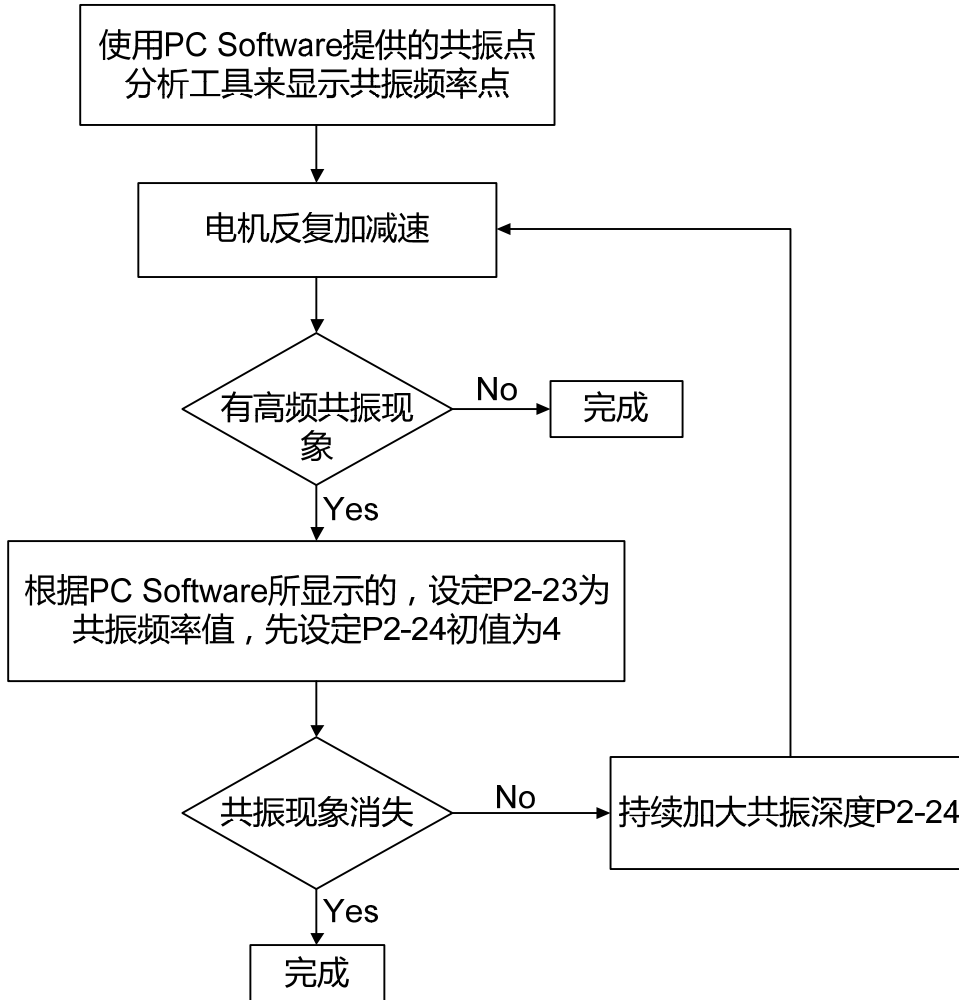 使用PC Software提供的共振点
分析工具来显示共振频率点
电机反复加减速
有高频共振现
象
No
完成
Yes
根据PC Software所显示的，设定P2-23为
共振频率值，先设定P2-24初值为4
共振现象消失
No
持续加大共振深度P2-24
Yes
完成